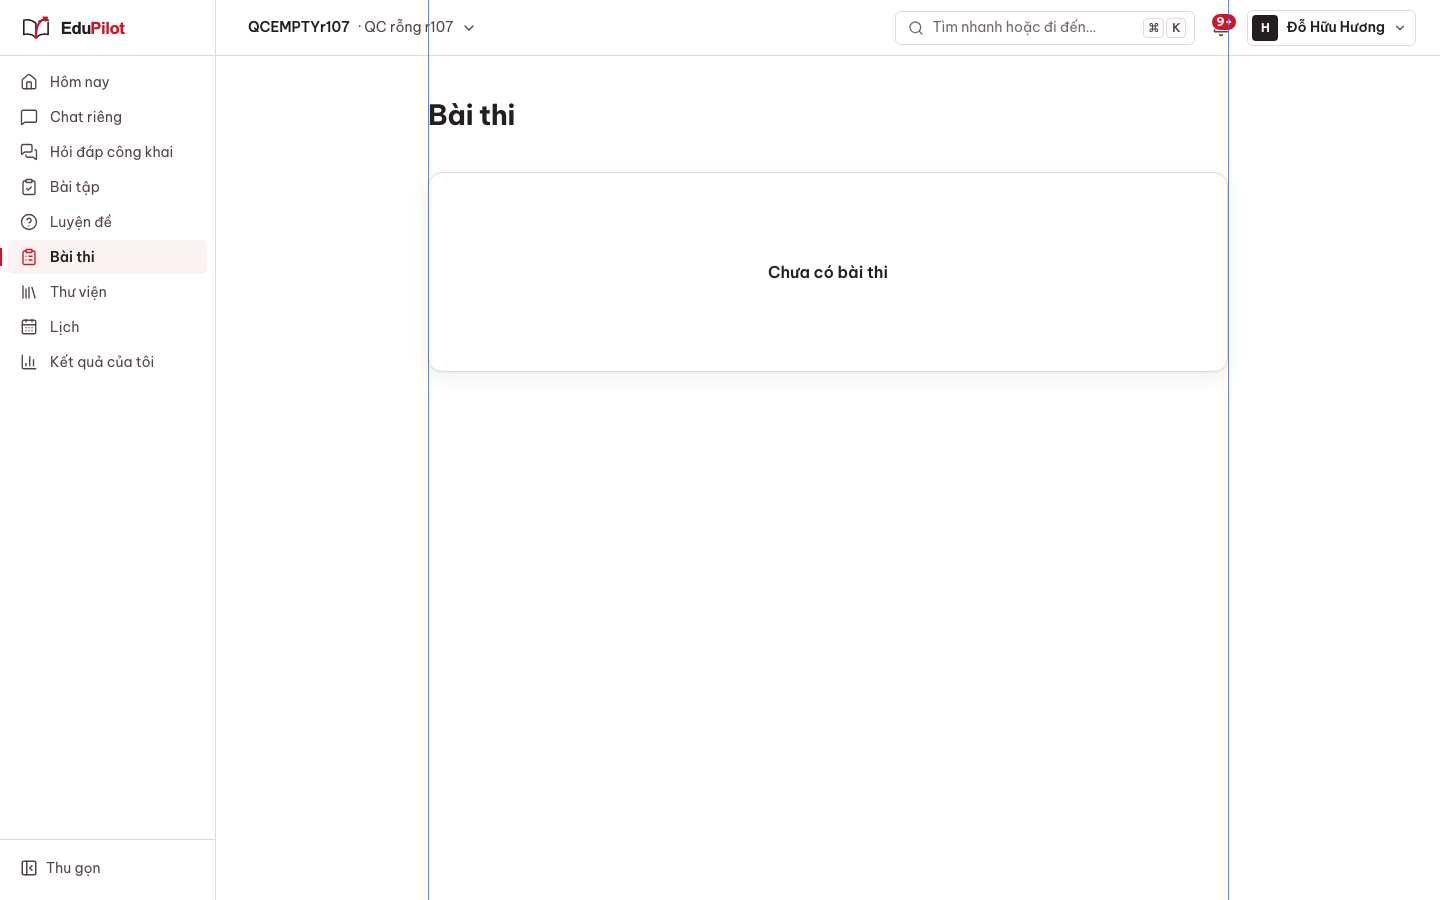 EduPilot
QCEMPTYr107 · QC rỗng r107
Tìm nhanh hoặc đi đến...
⌘ K
9+
H
Đỗ Hữu Hương
Hôm nay
Chat riêng
Hỏi đáp công khai
Bài tập
Luyện đề
Bài thi
Thư viện
Lịch
Kết quả của tôi
Thu gọn
Bài thi
Chưa có bài thi